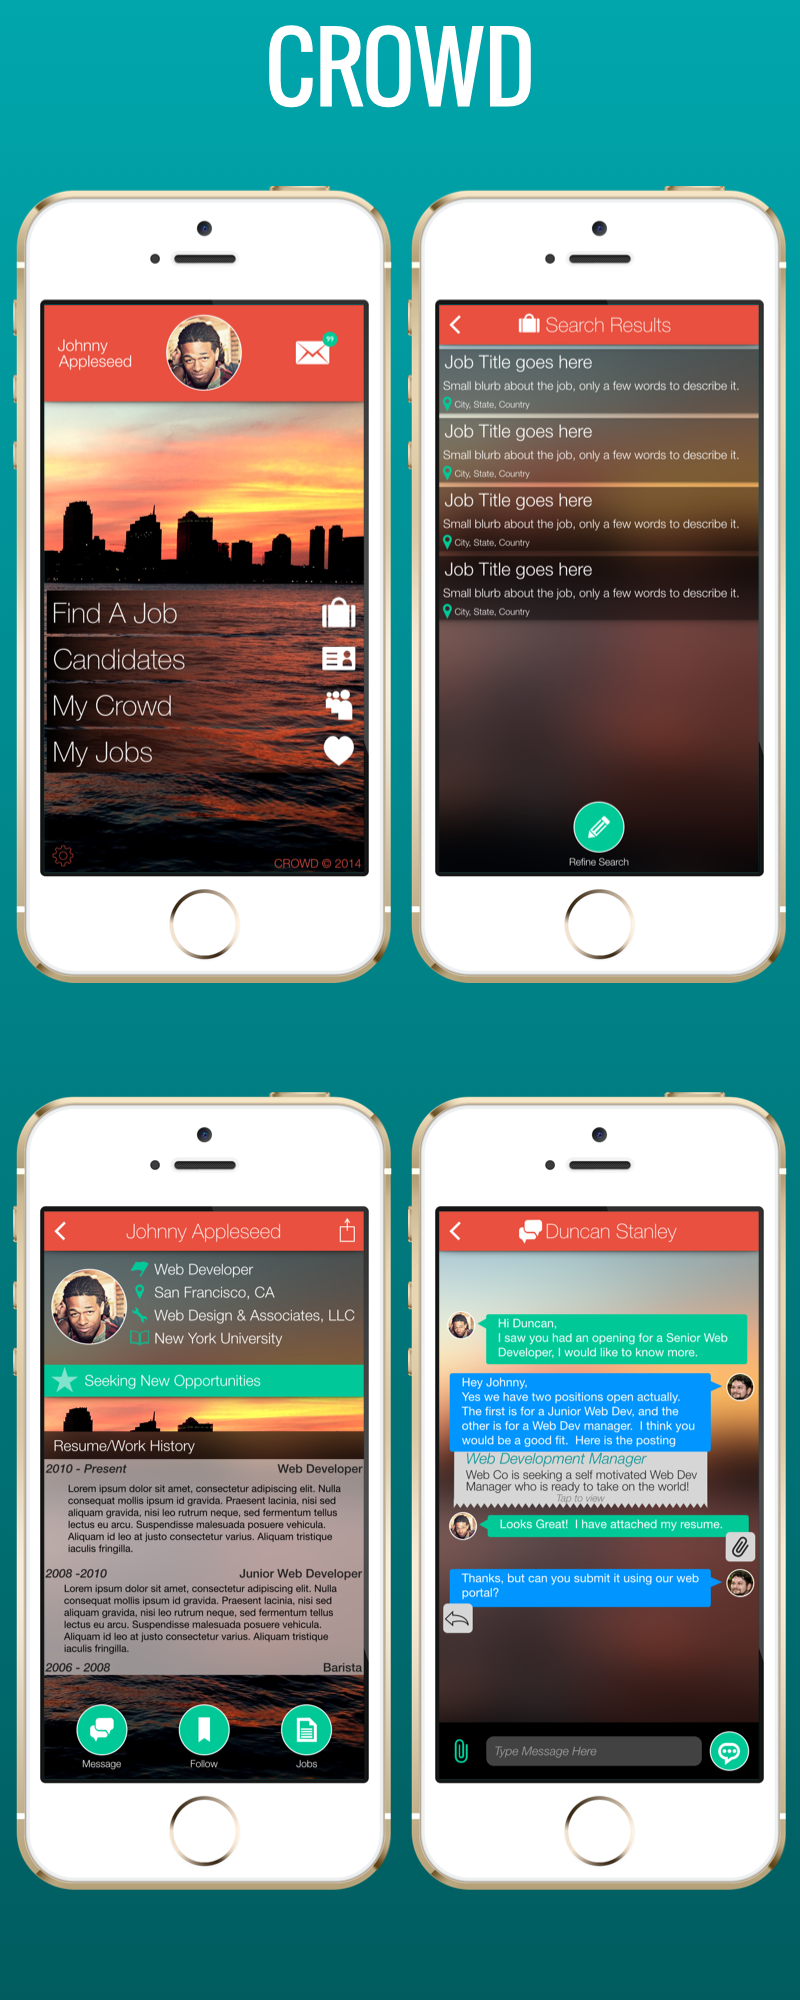 CROWD
Johnny
Appleseed
99
Find A Job
Candidates
My Crowd
My Jobs
CROWD © 2014
Search Results
Job Title goes here
Small blurb about the job, only a few words to describe it.
City, State, Country
Job Title goes here
Small blurb about the job, only a few words to describe it.
City, State, Country
Job Title goes here
Small blurb about the job, only a few words to describe it.
City, State, Country
Job Title goes here
Small blurb about the job, only a few words to describe it.
City, State, Country
Refine Search
Johnny Appleseed
Web Developer
San Francisco, CA
Web Design & Associates, LLC
New York University
Seeking New Opportunities
Resume/Work History
2010 - Present Web Developer
Lorem ipsum dolor sit amet, consectetur adipiscing elit. Nulla
consequat mollis ipsum id gravida. Praesent lacinia, nisi sed
aliquam gravida, nisi leo rutrum neque, sed fermentum tellus
lectus eu arcu. Suspendisse malesuada posuere vehicula.
Aliquam id leo at justo consectetur varius. Aliquam tristique
iaculis fringilla.
2008 -2010 Junior Web Developer
Lorem ipsum dolor sit amet, consectetur adipiscing elit. Nulla
consequat mollis ipsum id gravida. Praesent lacinia, nisi sed
aliquam gravida, nisi leo rutrum neque, sed fermentum tellus
lectus eu arcu. Suspendisse malesuada posuere vehicula.
Aliquam id leo at justo consectetur varius. Aliquam tristique
iaculis fringilla.
2006 - 2008 Barista
Message
Follow
Jobs
Duncan Stanley
Hi Duncan,
I saw you had an opening for a Senior Web
Developer, I would like to know more.
Hey Johnny,
Yes we have two positions open actually.
The first is for a Junior Web Dev, and the
other is for a Web Dev manager. I think you
would be a good fit. Here is the posting
Web Development Manager
Web Co is seeking a self motivated Web Dev
Manager who is ready to take on the world!
Tap to view
Looks Great! I have attached my resume.
Thanks, but can you submit it using our web
portal?
Type Message Here